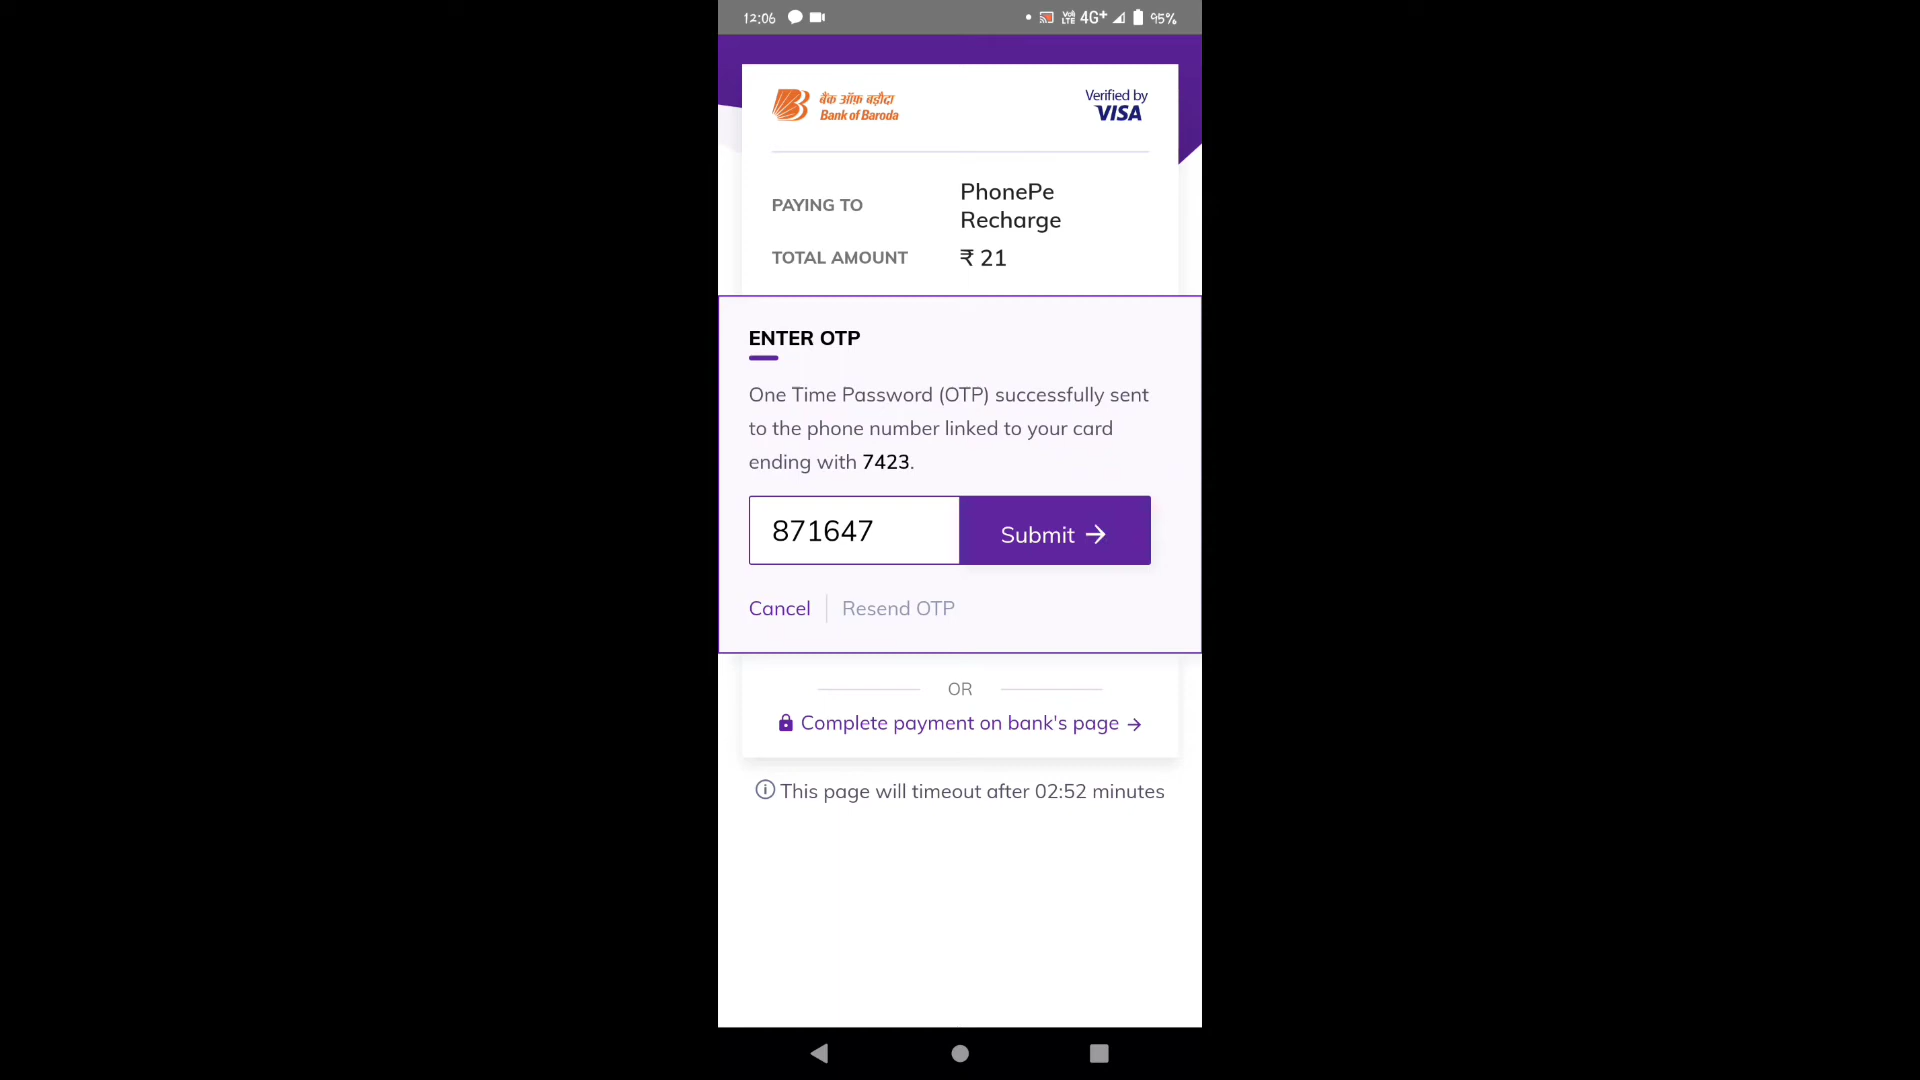 12:06 4G+ 95%
बैंक ऑफ़ बड़ौदा
Bank of Baroda
Verified by
VISA
PAYING TO
PhonePe
Recharge
TOTAL AMOUNT
₹ 21
ENTER OTP
One Time Password (OTP) successfully sent
to the phone number linked to your card
ending with 7423.
871647
Submit →
Cancel
Resend OTP
OR
Complete payment on bank's page →
This page will timeout after 02:52 minutes